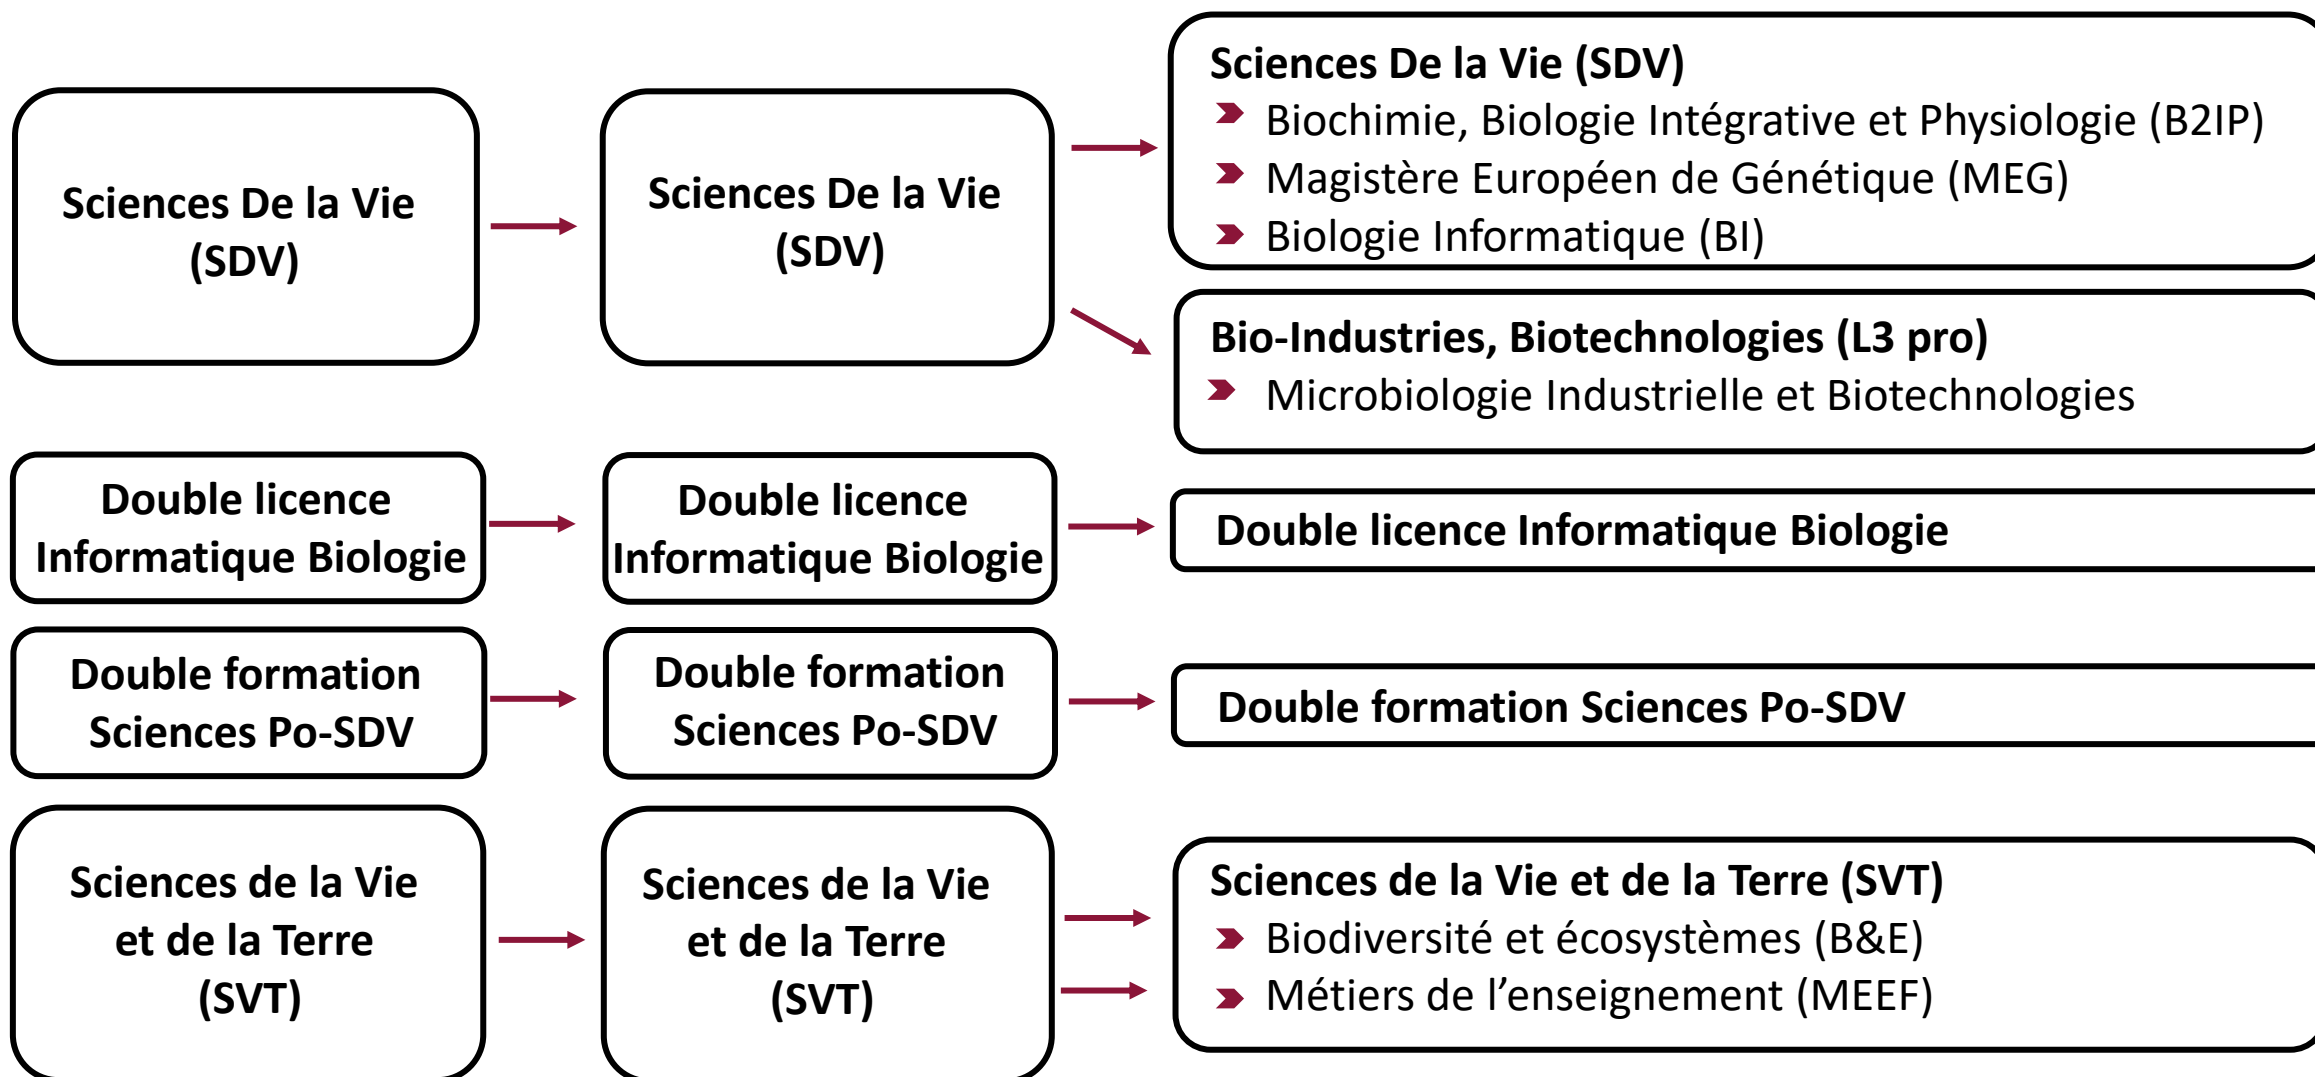 Sciences De la Vie
(SDV)
Sciences De la Vie
(SDV)
Sciences De la Vie (SDV)
Biochimie, Biologie Intégrative et Physiologie (B2IP)
Magistère Européen de Génétique (MEG)
Biologie Informatique (BI)
Bio-Industries, Biotechnologies (L3 pro)
Microbiologie Industrielle et Biotechnologies
Double licence
Informatique Biologie
Double licence
Informatique Biologie
Double licence Informatique Biologie
Double formation
Sciences Po-SDV
Double formation
Sciences Po-SDV
Double formation Sciences Po-SDV
Sciences de la Vie
et de la Terre
(SVT)
Sciences de la Vie
et de la Terre
(SVT)
Sciences de la Vie et de la Terre (SVT)
Biodiversité et écosystèmes (B&E)
Métiers de l’enseignement (MEEF)